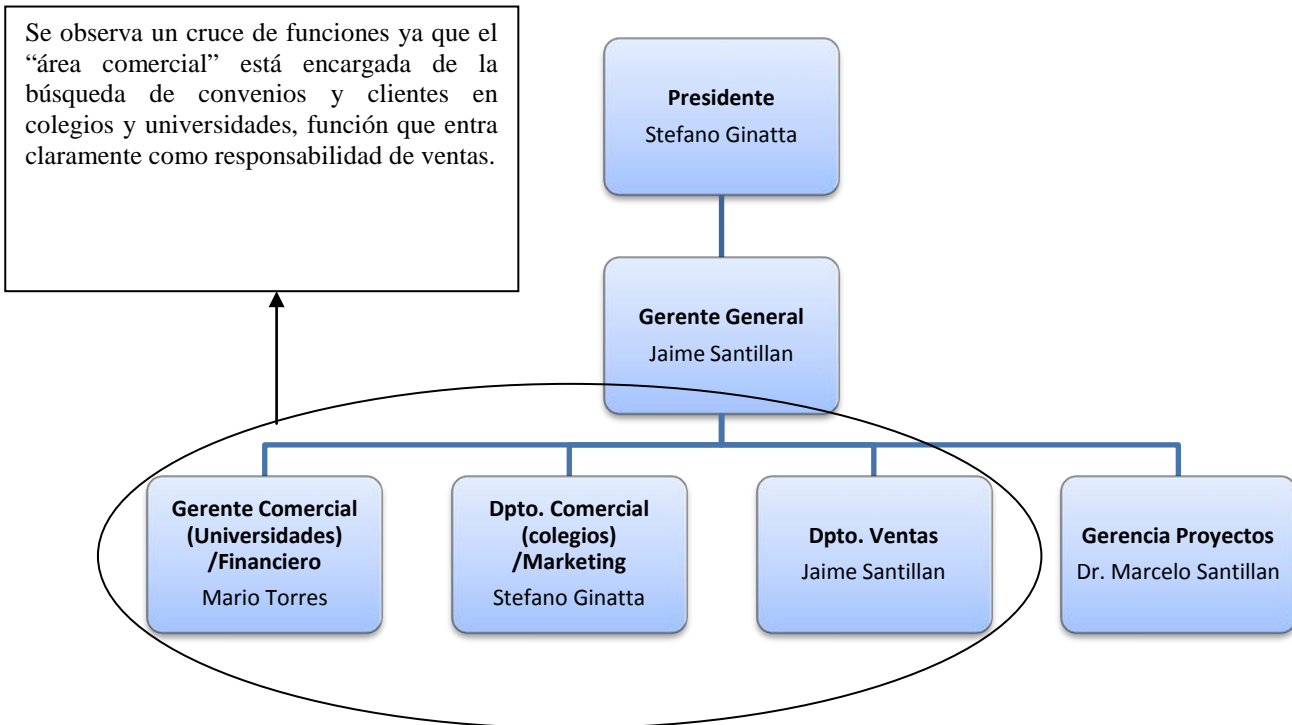 Se observa un cruce de funciones ya que el
“área comercial” está encargada de la
búsqueda de convenios y clientes en
colegios y universidades, función que entra
claramente como responsabilidad de ventas.
Presidente
Stefano Ginatta
Gerente General
Jaime Santillan
Gerente Comercial
(Universidades)
/Financiero
Mario Torres
Dpto. Comercial
(colegios)
/Marketing
Stefano Ginatta
Dpto. Ventas
Jaime Santillan
Gerencia Proyectos
Dr. Marcelo Santillan